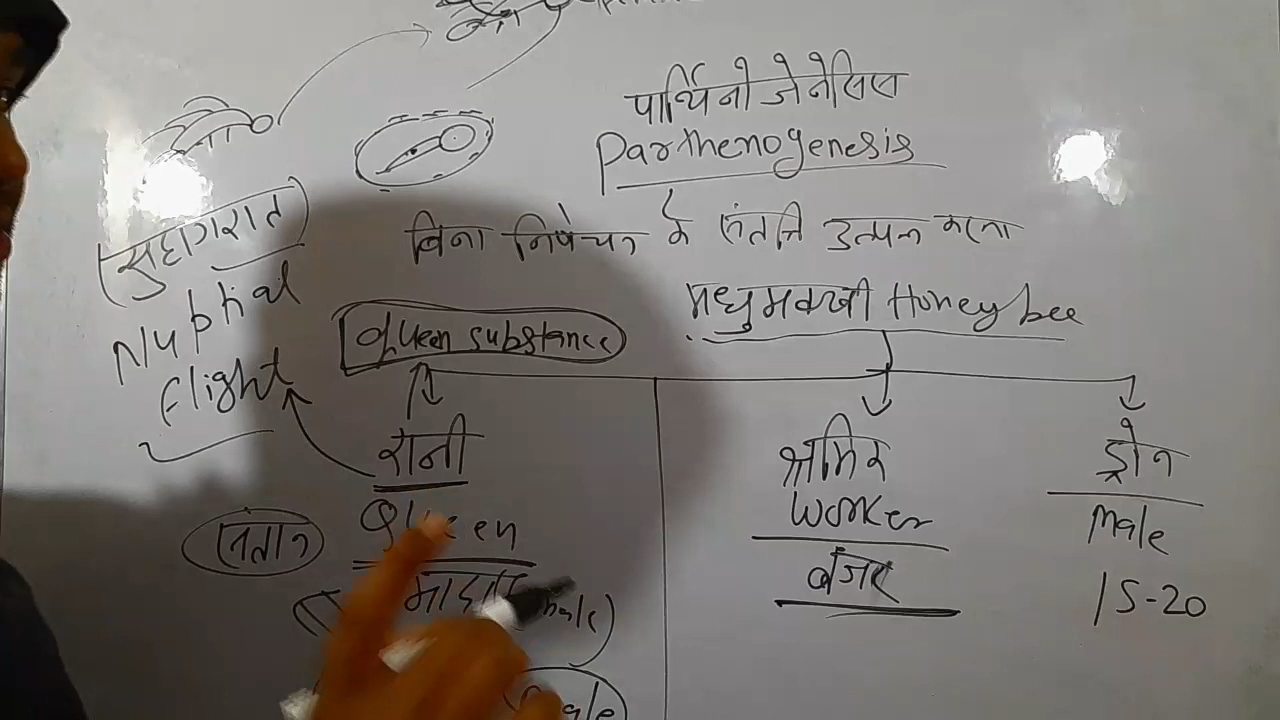 पार्थिनो जेनेसिस
Parthenogenesis
बिना निषेचन के संतति उत्पन्न करना
मधुमक्खी Honey bee
(सुहागरात)
Nuptial
flight
Queen substance
रानी
Queen
मादा
संतान
श्रमिक
Worker
बंजर
ड्रोन
Male
15-20